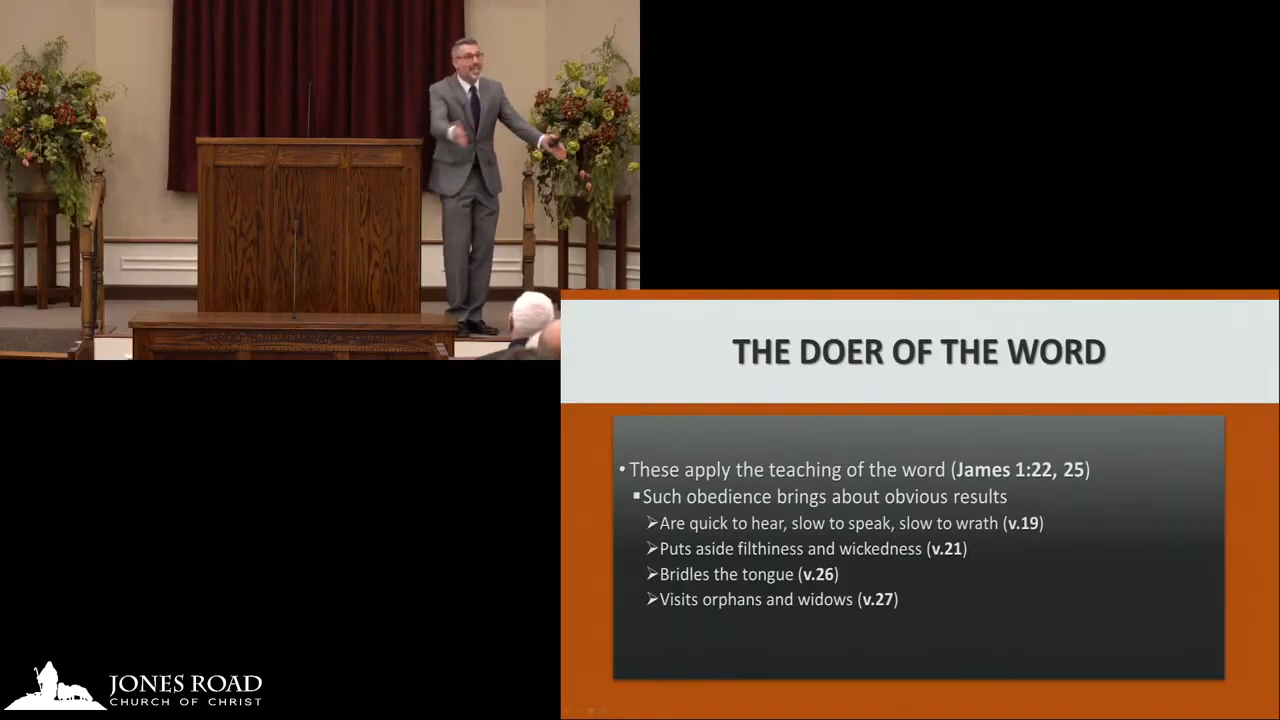 THE DOER OF THE WORD
• These apply the teaching of the word (James 1:22, 25)
▪Such obedience brings about obvious results
➢Are quick to hear, slow to speak, slow to wrath (v.19)
➢Puts aside filthiness and wickedness (v.21)
➢Bridles the tongue (v.26)
➢Visits orphans and widows (v.27)
JONES ROAD
CHURCH OF CHRIST